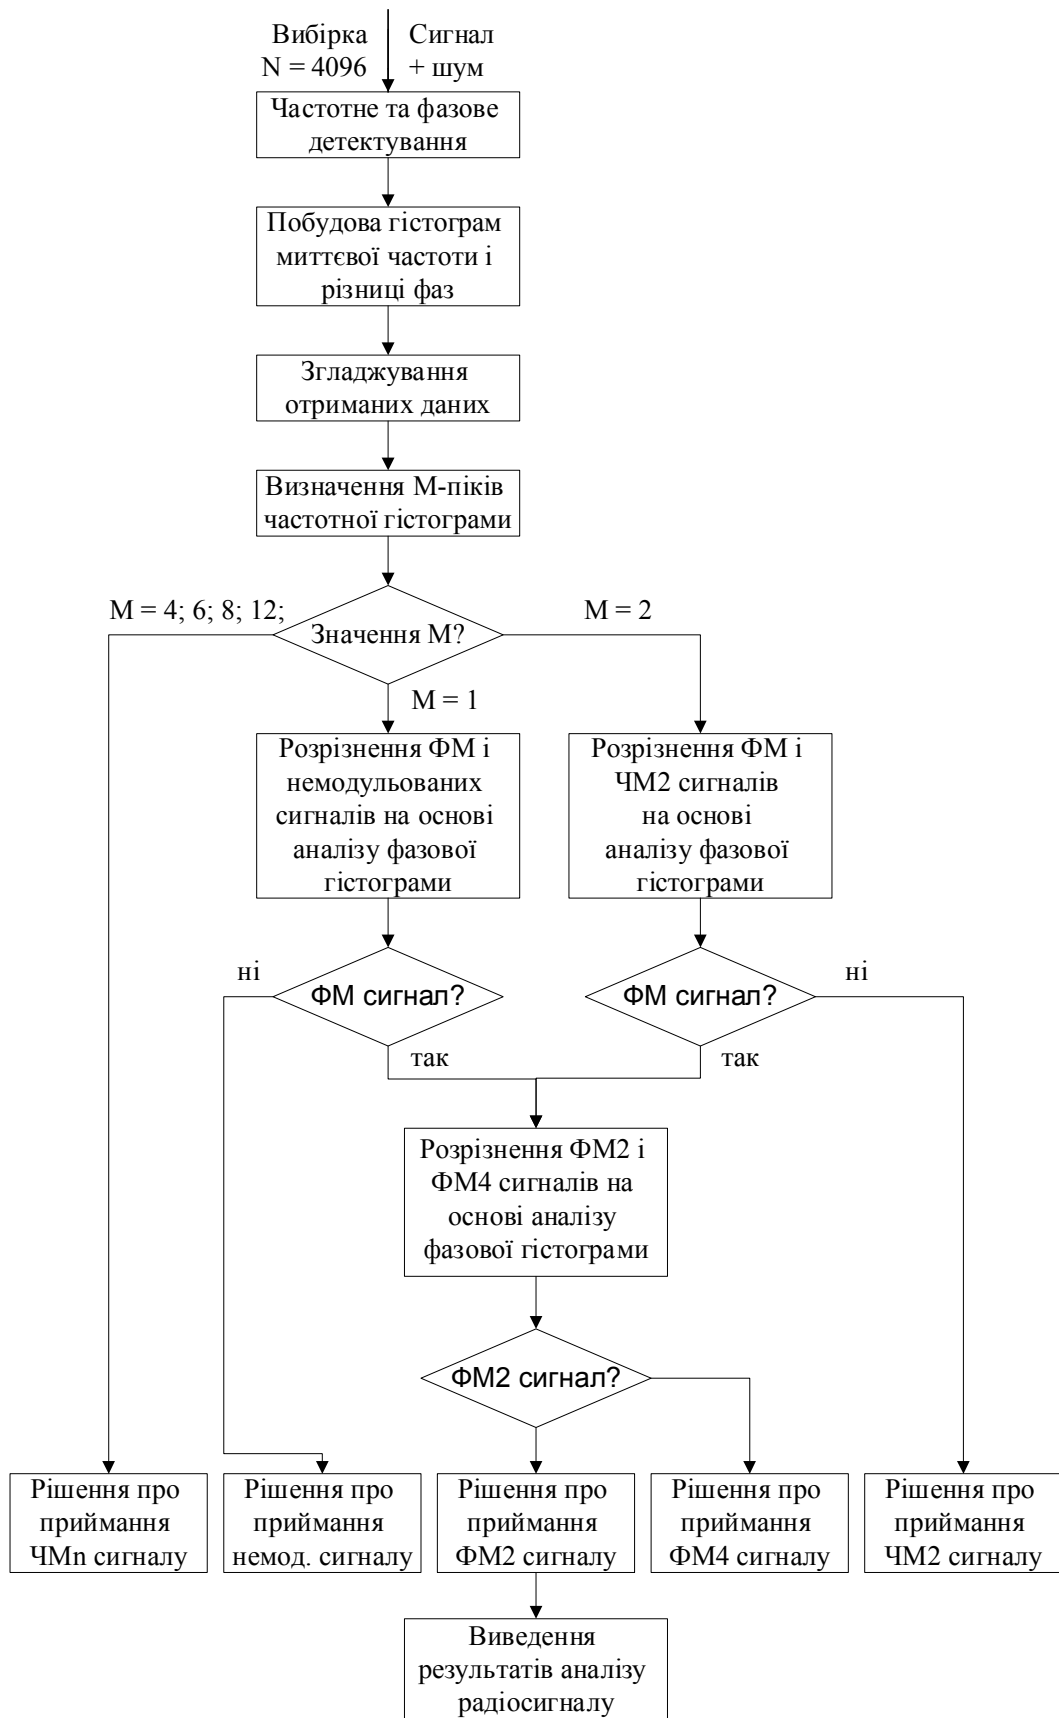 Вибірка
N = 4096
Сигнал
+ шум
Частотне та фазове
детектування
Побудова гістограм
миттєвої частоти і
різниці фаз
Згладжування
отриманих даних
Визначення М-піків
частотної гістограми
M = 4; 6; 8; 12;
Значення М?
M = 2
M = 1
Розрізнення ФМ і
немодульованих
сигналів на основі
аналізу фазової
гістограми
Розрізнення ФМ і
ЧМ2 сигналів
на основі
аналізу фазової
гістограми
ні
ФМ сигнал?
так
ФМ сигнал?
ні
так
Розрізнення ФМ2 і
ФМ4 сигналів на
основі аналізу
фазової гістограми
ФМ2 сигнал?
Рішення про
приймання
ЧМn сигналу
Рішення про
приймання
немод. сигналу
Рішення про
приймання
ФМ2 сигналу
Рішення про
приймання
ФМ4 сигналу
Рішення про
приймання
ЧМ2 сигналу
Виведення
результатів аналізу
радіосигналу